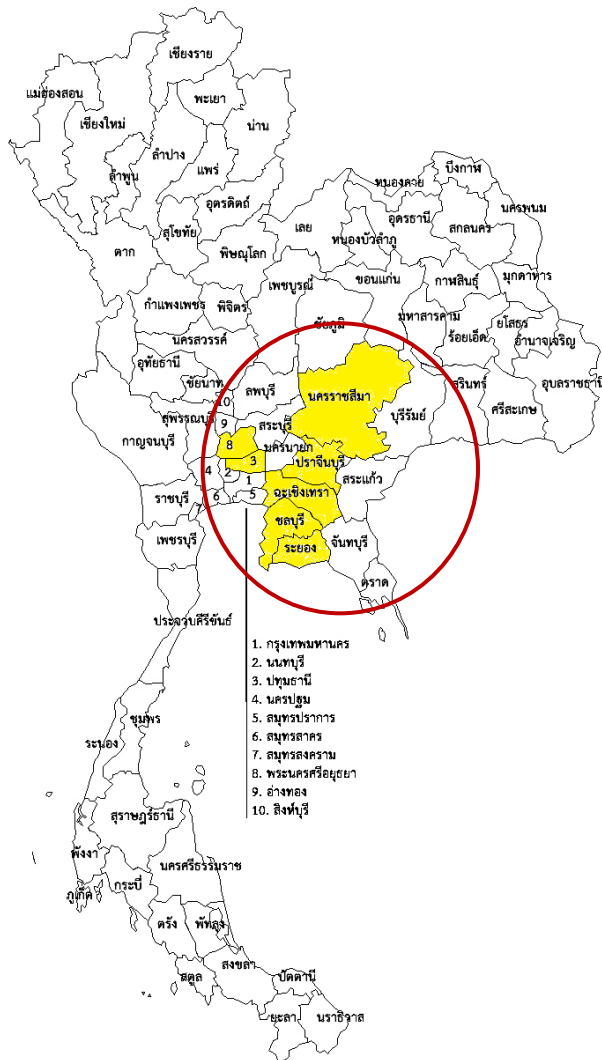 เชียงราย
แม่ฮ่องสอน
พะเยา
เชียงใหม่
น่าน
ลำปาง
แพร่
ลำพูน
อุตรดิตถ์
บึงกาฬ
หนองคาย
นครพนม
เลย
อุดรธานี
สกลนคร
สุโขทัย
หนองบัวลำภู
ตาก
พิษณุโลก
ขอนแก่น
กาฬสินธุ์
มุกดาหาร
เพชรบูรณ์
กำแพงเพชร
พิจิตร
มหาสารคาม
ยโสธร
ชัยภูมิ
ร้อยเอ็ด
อำนาจเจริญ
นครสวรรค์
อุทัยธานี
ชัยนาท
ลพบุรี
นครราชสีมา
สุรินทร์
อุบลราชธานี
10
บุรีรัมย์
ศรีสะเกษ
สุพรรณบุรี
9
สระบุรี
กาญจนบุรี
8
นครนายก
ปราจีนบุรี
3
4
2
1
สระแก้ว
ราชบุรี
6
5
ฉะเชิงเทรา
ชลบุรี
เพชรบุรี
ระยอง
จันทบุรี
ตราด
ประจวบคีรีขันธ์
1. กรุงเทพมหานคร
2. นนทบุรี
3. ปทุมธานี
4. นครปฐม
5. สมุทรปราการ
6. สมุทรสาคร
7. สมุทรสงคราม
8. พระนครศรีอยุธยา
9. อ่างทอง
10. สิงห์บุรี
ชุมพร
ระนอง
สุราษฎร์ธานี
พังงา
นครศรีธรรมราช
กระบี่
ภูเก็ต
ตรัง
พัทลุง
สงขลา
สตูล
ปัตตานี
ยะลา
นราธิวาส